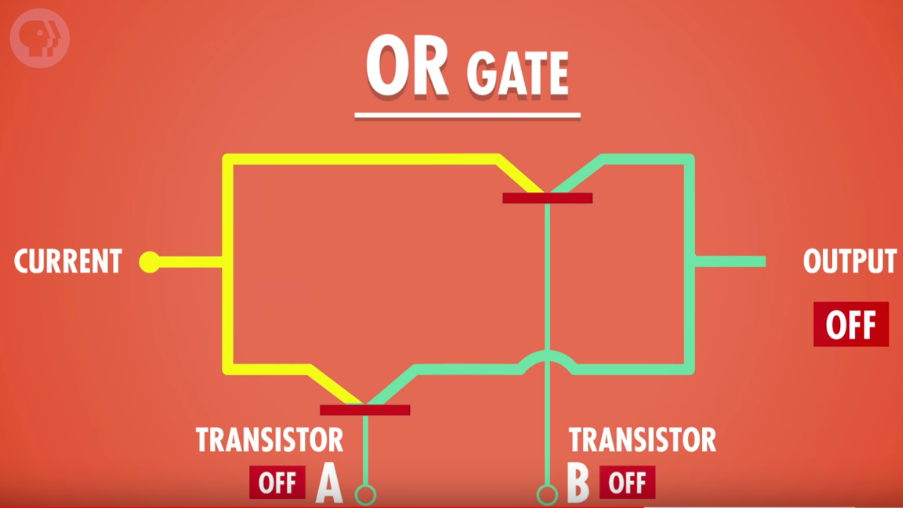 OR GATE
CURRENT
OUTPUT
OFF
TRANSISTOR
OFF A
TRANSISTOR
B OFF